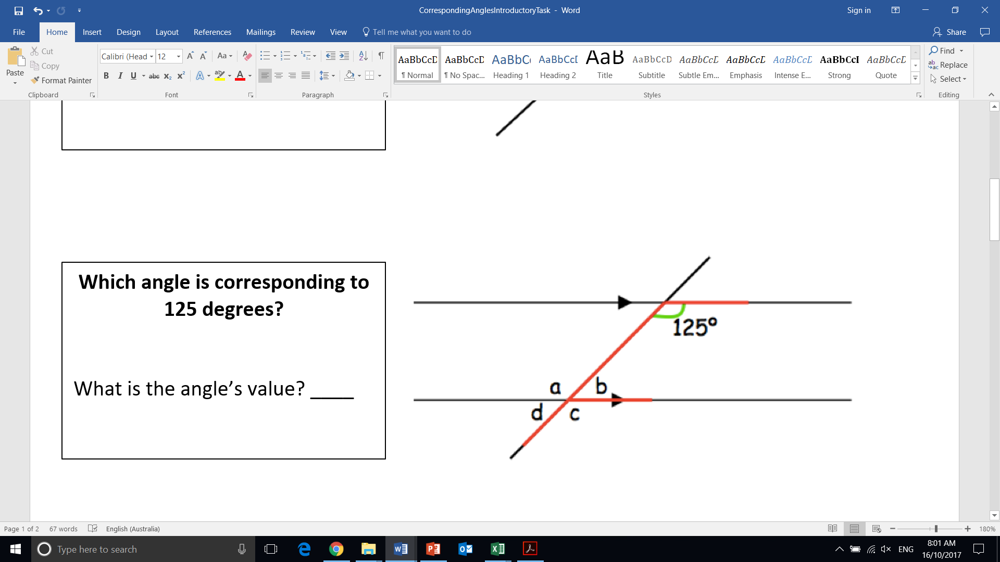 CorrespondingAnglesIntroductoryTask - Word
Sign in
File Home Insert Design Layout References Mailings Review View Tell me what you want to do
Share
Paste
Cut
Copy
Format Painter
Clipboard
Calibri (Head 12
Font
Paragraph
AaBbCcD AaBbCcD AaBbC AaBbCcD AaB AaBbCcD AaBbCcD AaBbCcD AaBbCcD AaBbCcD AaBbCcD
¶ Normal ¶ No Spac... Heading 1 Heading 2 Title Subtitle Subtle Em... Emphasis Intense E... Strong Quote
Styles
Find
Replace
Select
Editing
Which angle is corresponding to
125 degrees?
What is the angle’s value? ____
125º
a b
d c
Page 1 of 2 67 words English (Australia)
180%
Type here to search
ENG
8:01 AM
16/10/2017